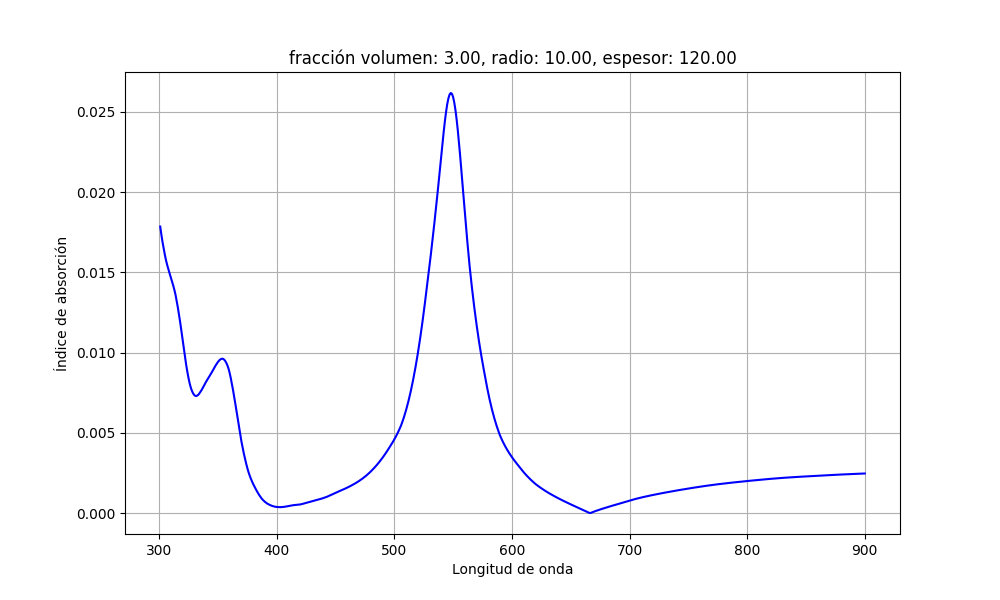 fracción volumen: 3.00, radio: 10.00, espesor: 120.00
Índice de absorción
0.025
0.020
0.015
0.010
0.005
0.000
300 400 500 600 700 800 900
Longitud de onda